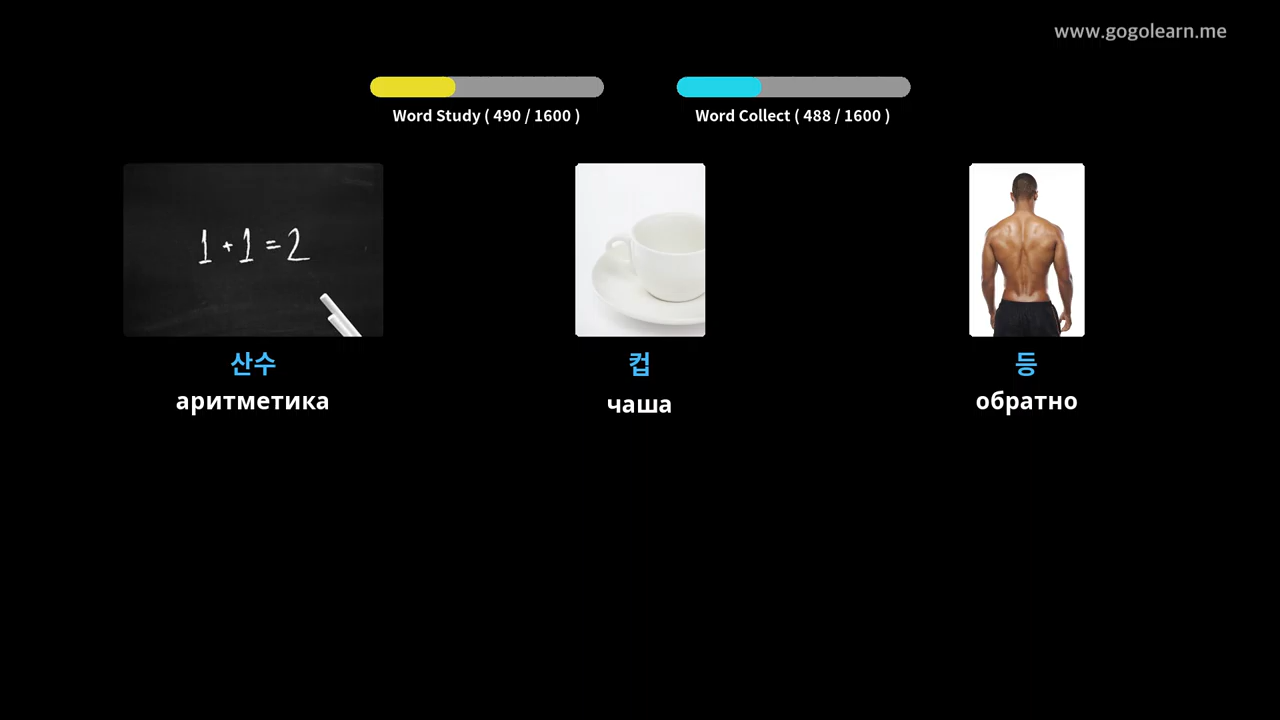 www.gogolearn.me
Word Study ( 490 / 1600 )
Word Collect ( 488 / 1600 )
1 + 1 = 2
산수
컵
등
аритметика
чаша
обратно